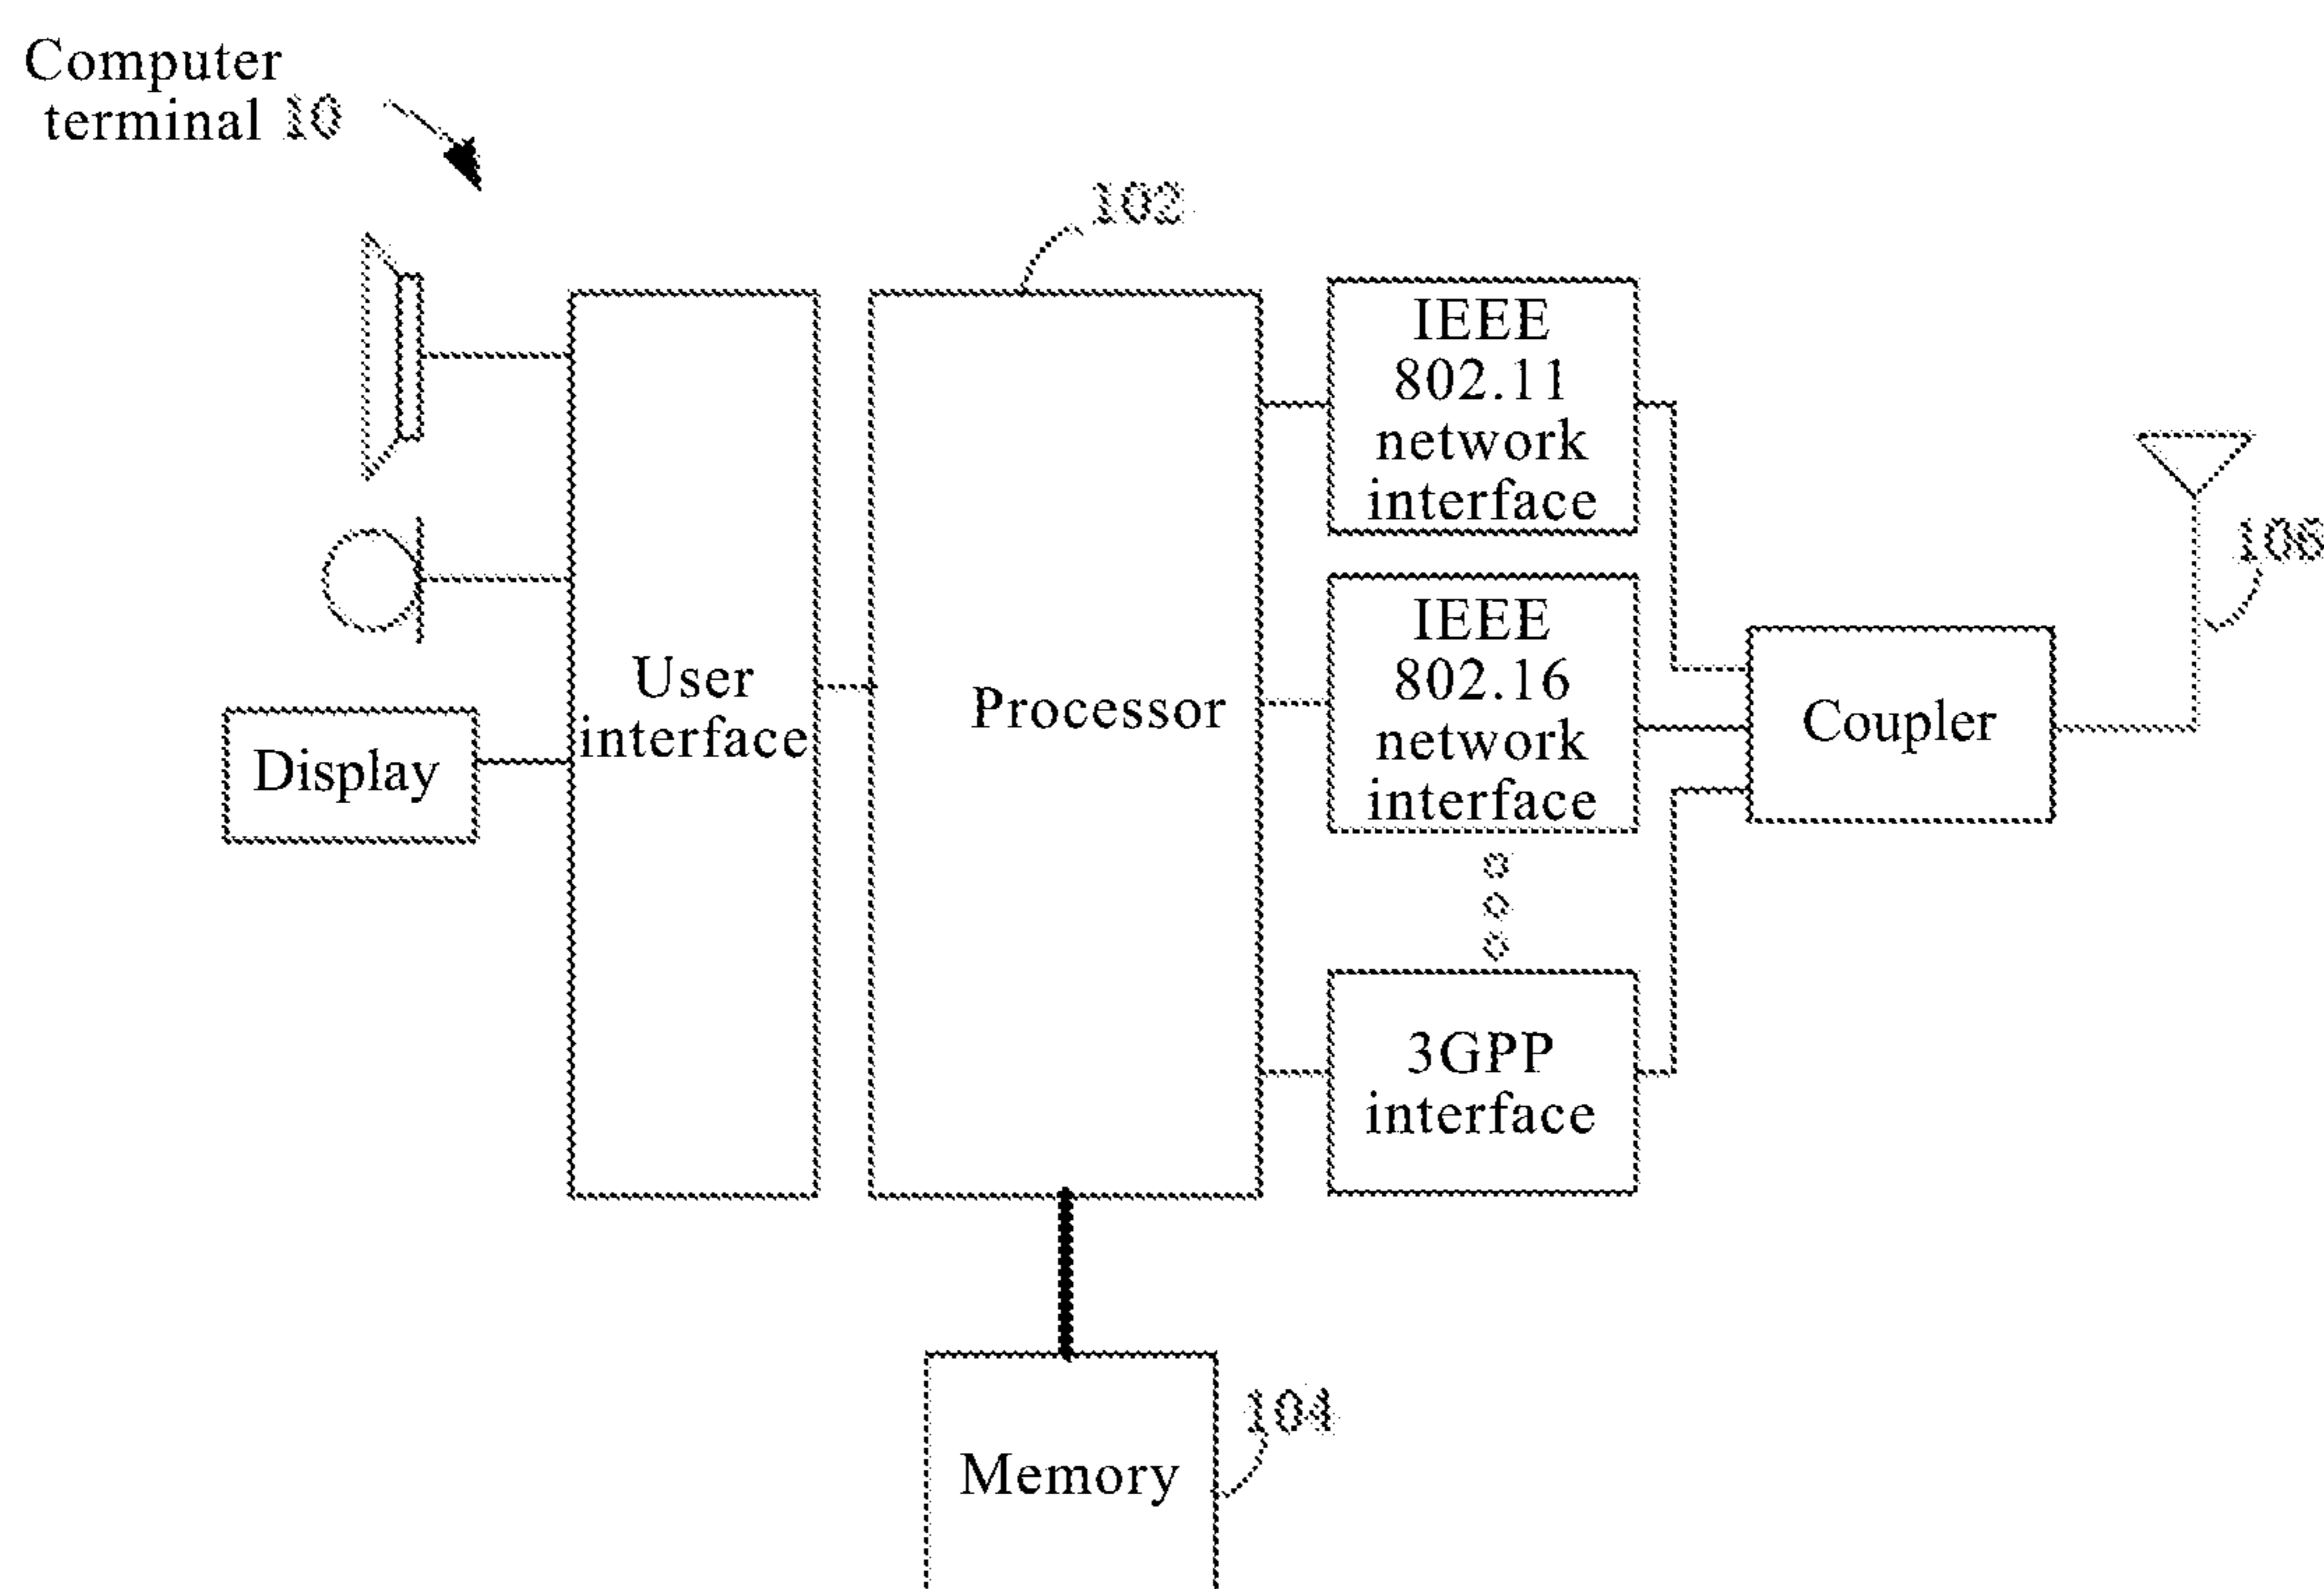 Computer
terminal 10
102
IEEE
802.11
network
interface
User
interface
Processor
IEEE
802.16
network
interface
Coupler
Display
3GPP
interface
Memory
104